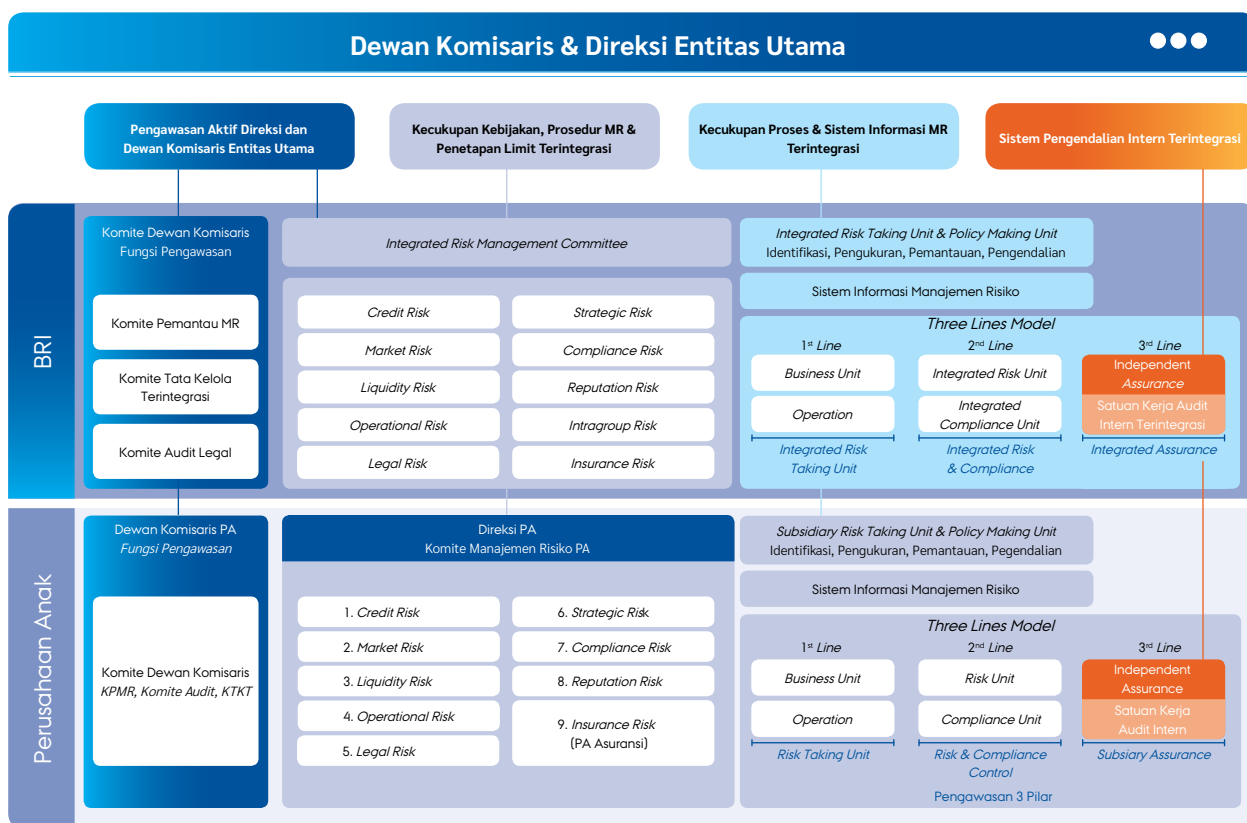 Dewan Komisaris & Direksi Entitas Utama
Pengawasan Aktif Direksi dan
Dewan Komisaris Entitas Utama
Kecukupan Kebijakan, Prosedur MR &
Penetapan Limit Terintegrasi
Kecukupan Proses & Sistem Informasi MR
Terintegrasi
Sistem Pengendalian Intern Terintegrasi
BRI
Komite Dewan Komisaris
Fungsi Pengawasan
Komite Pemantau MR
Komite Tata Kelola
Terintegrasi
Komite Audit Legal
Integrated Risk Management Committee
Credit Risk
Market Risk
Liquidity Risk
Operational Risk
Legal Risk
Strategic Risk
Compliance Risk
Reputation Risk
Intragroup Risk
Insurance Risk
Integrated Risk Taking Unit & Policy Making Unit
Identifikasi, Pengukuran, Pemantauan, Pengendalian
Sistem Informasi Manajemen Risiko
Three Lines Model
1st Line
Business Unit
Operation
Integrated Risk
Taking Unit
2nd Line
Integrated Risk Unit
Integrated
Compliance Unit
Integrated Risk
& Compliance
3rd Line
Independent
Assurance
Satuan Kerja Audit
Intern Terintegrasi
Integrated Assurance
Perusahaan Anak
Dewan Komisaris PA
Fungsi Pengawasan
Komite Dewan Komisaris
KPMR, Komite Audit, KTKT
Direksi PA
Komite Manajemen Risiko PA
1. Credit Risk
2. Market Risk
3. Liquidity Risk
4. Operational Risk
5. Legal Risk
6. Strategic Risk
7. Compliance Risk
8. Reputation Risk
9. Insurance Risk
(PA Asuransi)
Subsidiary Risk Taking Unit & Policy Making Unit
Identifikasi, Pengukuran, Pemantauan, Pegendalian
Sistem Informasi Manajemen Risiko
Three Lines Model
1st Line
Business Unit
Operation
Risk Taking Unit
2nd Line
Risk Unit
Compliance Unit
Risk & Compliance
Control
3rd Line
Independent
Assurance
Satuan Kerja
Audit Intern
Subsiary Assurance
Pengawasan 3 Pilar